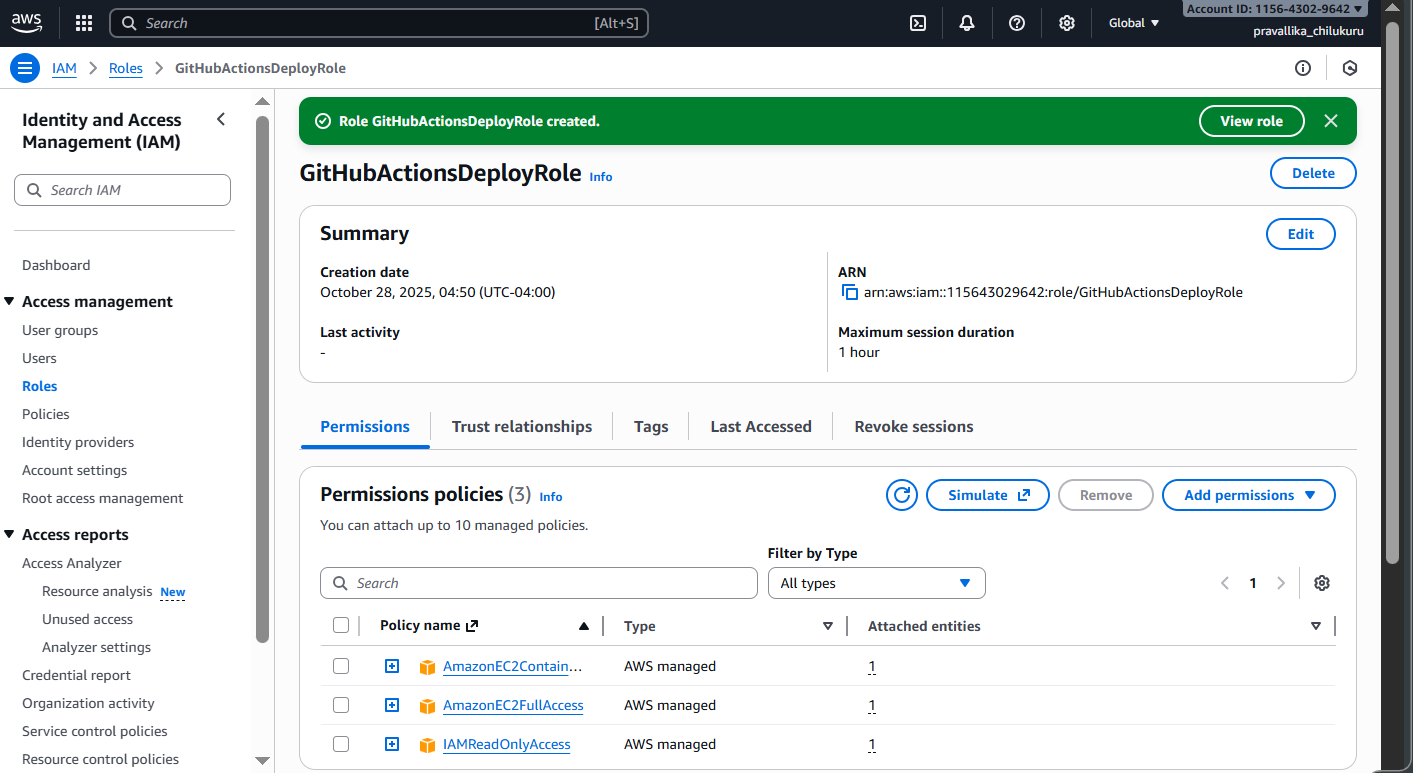 aws
Search
[Alt+S]
Global
Account ID: 1156-4302-9642
pravallika_chilukuru
IAM
Roles
GitHubActionsDeployRole
Identity and Access
Management (IAM)
Search IAM
Dashboard
Access management
User groups
Users
Roles
Policies
Identity providers
Account settings
Root access management
Access reports
Access Analyzer
Resource analysis New
Unused access
Analyzer settings
Credential report
Organization activity
Service control policies
Resource control policies
Role GitHubActionsDeployRole created.
View role
GitHubActionsDeployRole Info
Delete
Summary
Edit
Creation date
October 28, 2025, 04:50 (UTC-04:00)
ARN
arn:aws:iam::115643029642:role/GitHubActionsDeployRole
Last activity
-
Maximum session duration
1 hour
Permissions
Trust relationships
Tags
Last Accessed
Revoke sessions
Permissions policies (3) Info
Simulate
Remove
Add permissions
You can attach up to 10 managed policies.
Filter by Type
Search
All types
1
Policy name
Type
Attached entities
AmazonEC2Contain... AWS managed 1
AmazonEC2FullAccess AWS managed 1
IAMReadOnlyAccess AWS managed 1